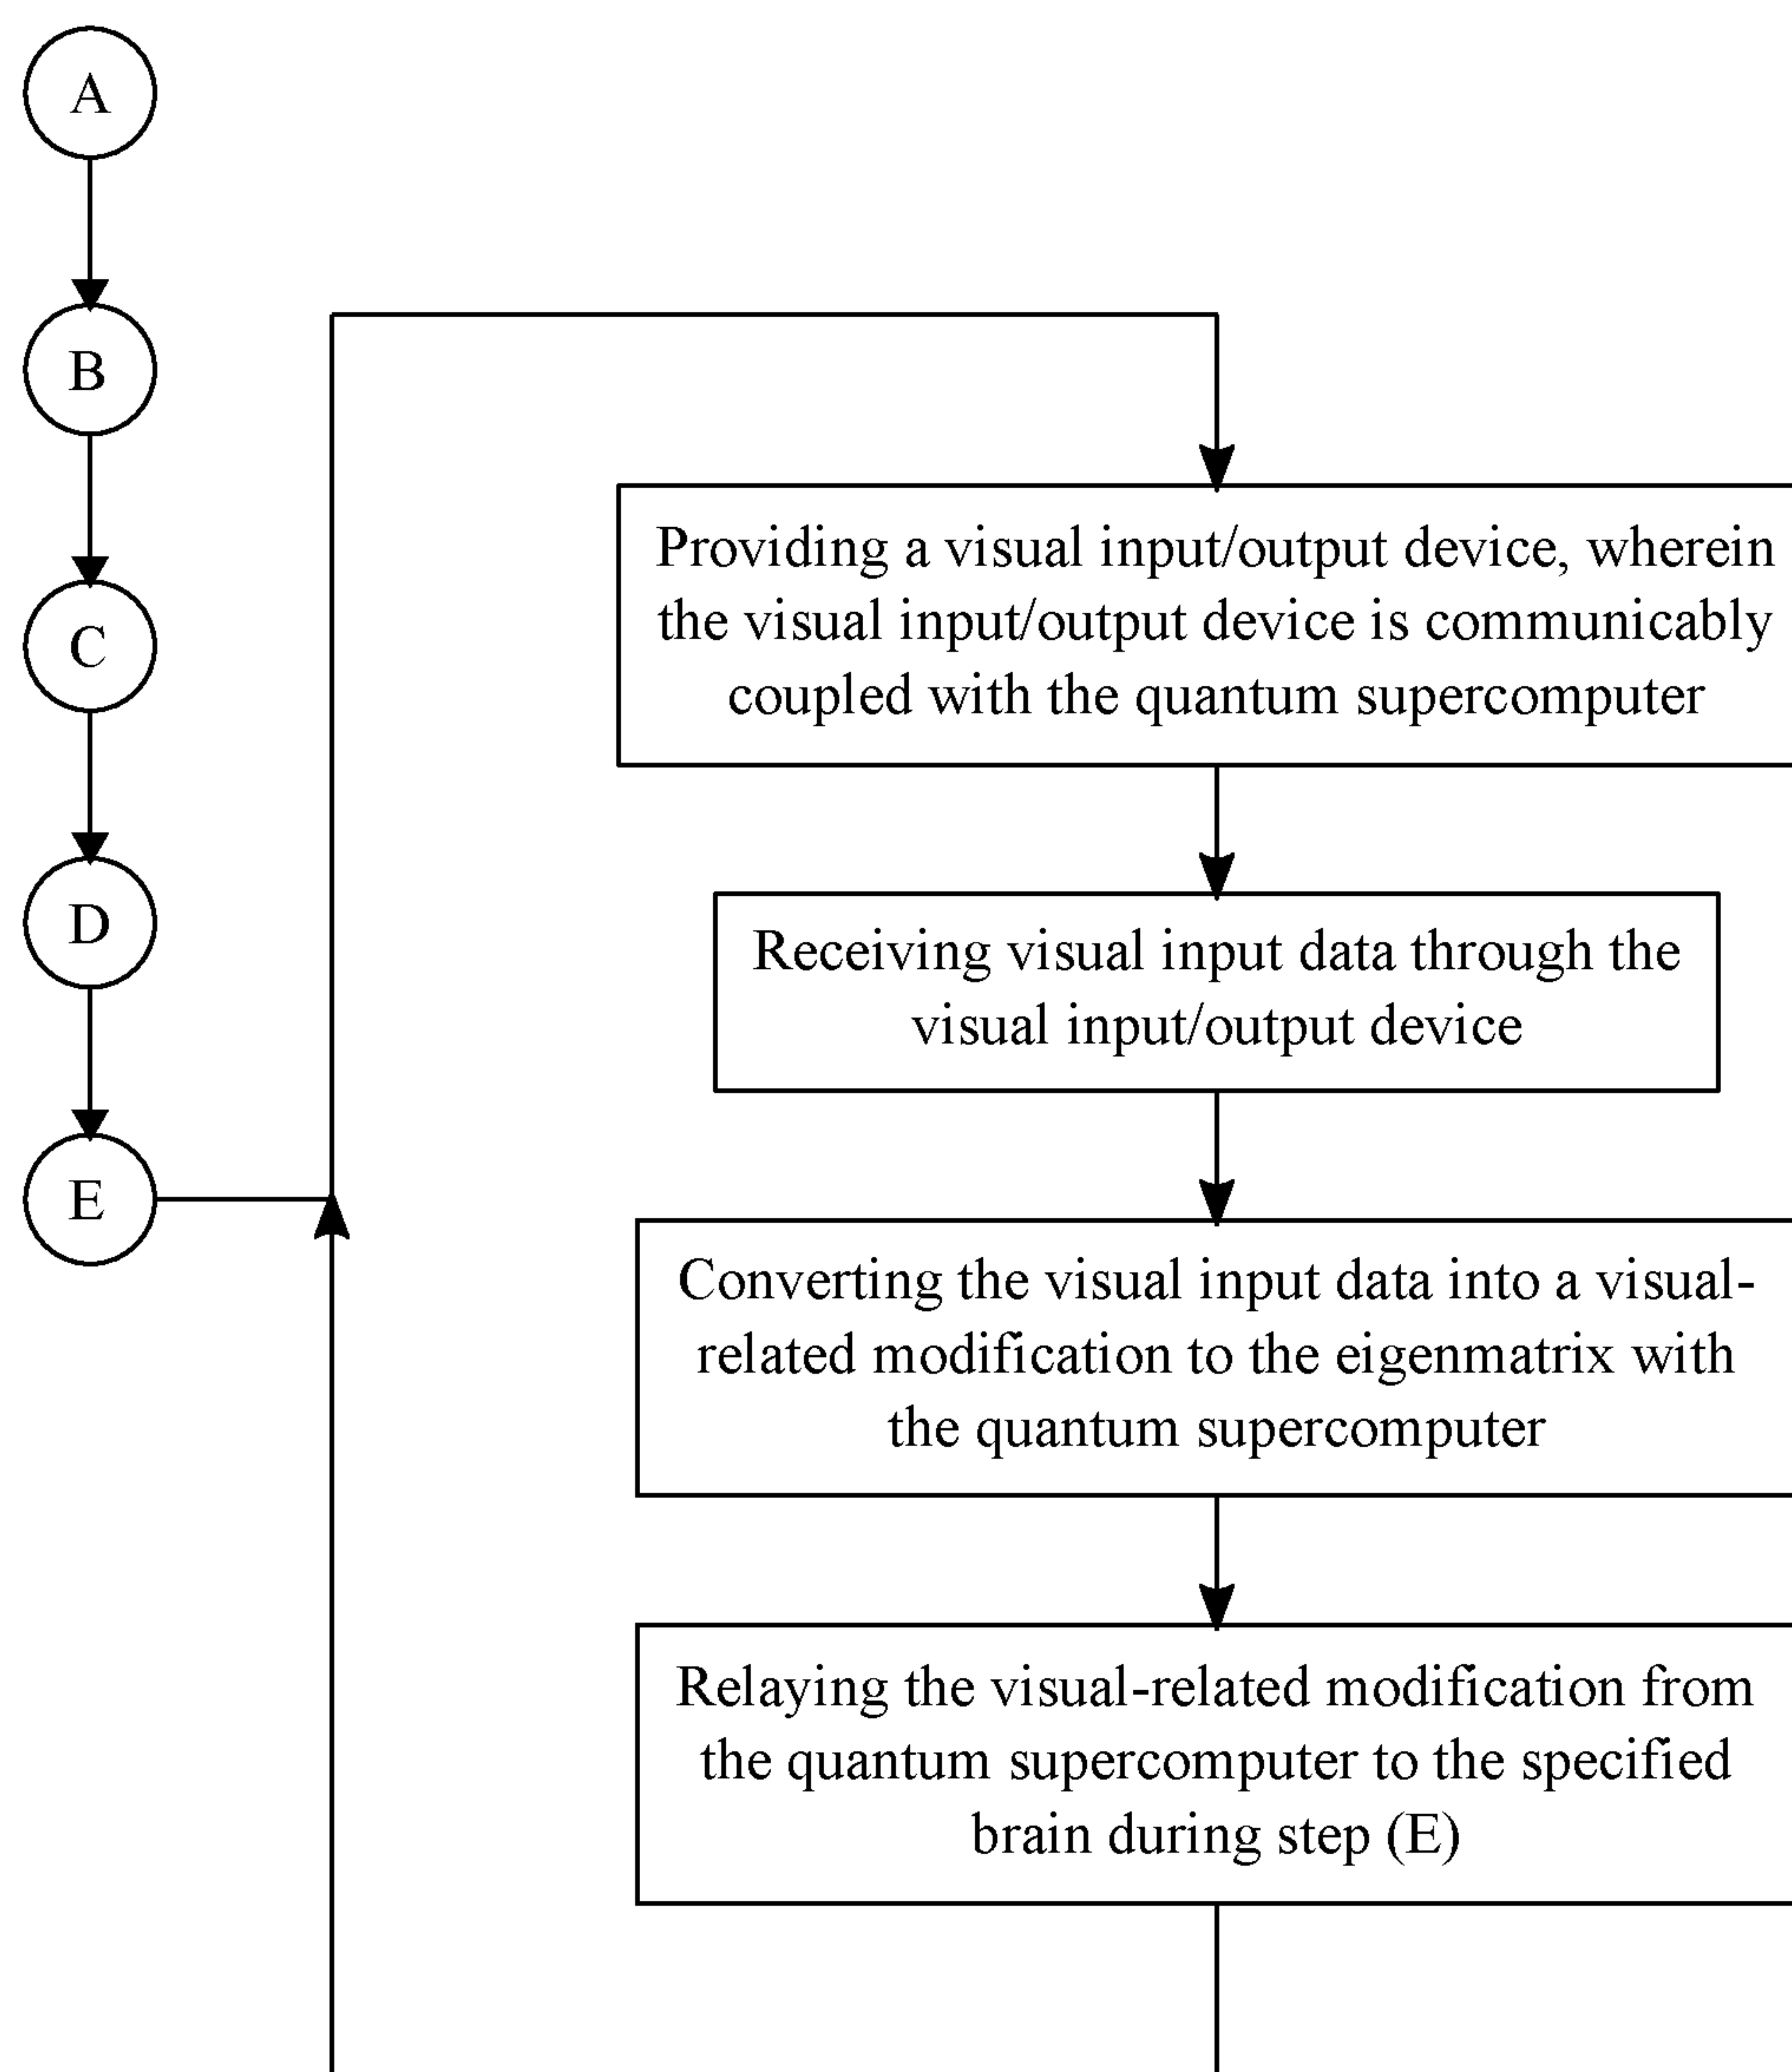 A
B
C
D
E
Providing a visual input/output device, wherein
the visual input/output device is communicably
coupled with the quantum supercomputer
Receiving visual input data through the
visual input/output device
Converting the visual input data into a visual-
related modification to the eigenmatrix with
the quantum supercomputer
Relaying the visual-related modification from
the quantum supercomputer to the specified
brain during step (E)